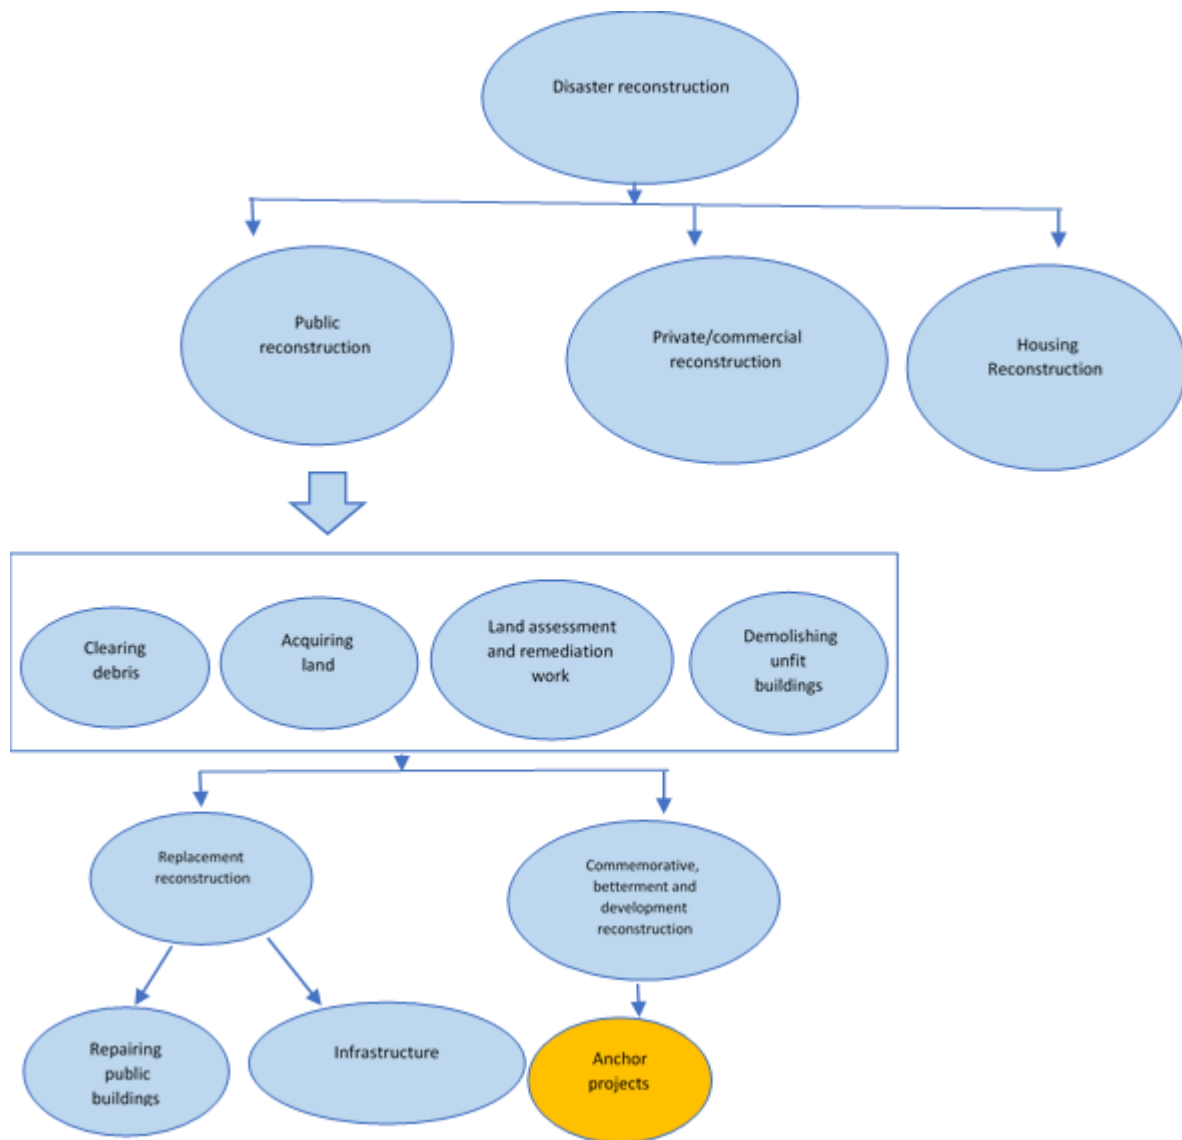 Disaster reconstruction
Public
reconstruction
Private/commercial
reconstruction
Housing
Reconstruction
Clearing
debris
Acquiring
land
Land assessment
and remediation
work
Demolishing
unfit
buildings
Replacement
reconstruction
Commemorative,
betterment and
development
reconstruction
Repairing
public
buildings
Infrastructure
Anchor
projects